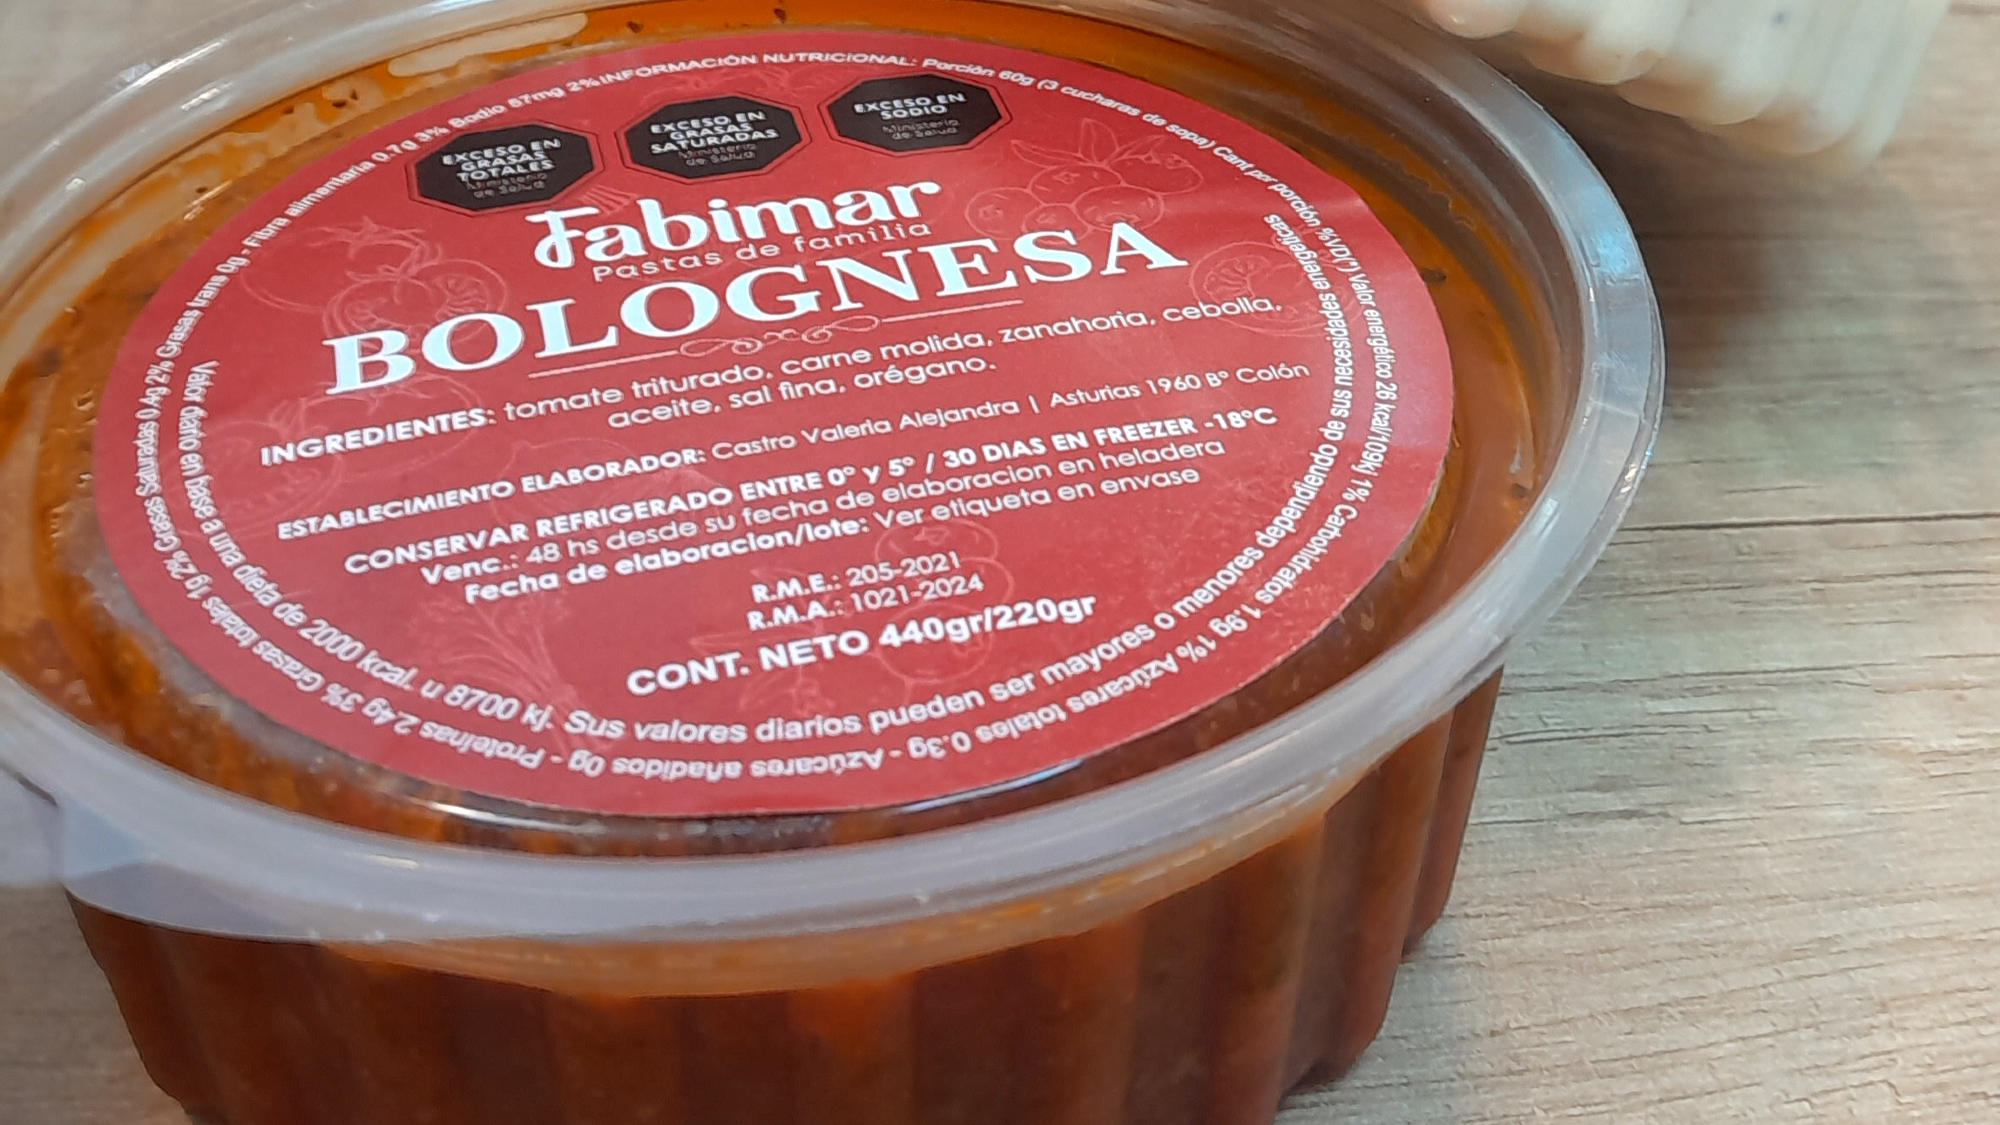 INFORMACIÓN NUTRICIONAL: Porción 60g (3 cucharas de sopa) Cant por porción %VD(*) Valor energético 26 kcal/109kj 1% Carbohidratos 1.9g 1% Azúcares totales 0.3g - Azúcares añadidos 0g - Proteínas 2.4g 3% Grasas totales 1g 2% Grasas Saturadas 0.4g 2% Grasas trans 0g - Fibra alimentaria 0.7g 3% Sodio 57mg 2%
EXCESO EN
GRASAS
TOTALES
Ministerio
de Salud
EXCESO EN
GRASAS
SATURADAS
Ministerio
de Salud
EXCESO EN
SODIO
Ministerio
de Salud
Fabimar
Pastas de familia
BOLOGNESA
INGREDIENTES: tomate triturado, carne molida, zanahoria, cebolla,
aceite, sal fina, orégano.
ESTABLECIMIENTO ELABORADOR: Castro Valeria Alejandra | Asturias 1960 Bº Colón
CONSERVAR REFRIGERADO ENTRE 0º y 5º / 30 DIAS EN FREEZER -18ºC
Venc.: 48 hs desde su fecha de elaboracion en heladera
Fecha de elaboracion/lote: Ver etiqueta en envase
R.M.E.: 205-2021
R.M.A.: 1021-2024
CONT. NETO 440gr/220gr
Valor diario en base a una dieta de 2000 kcal. u 8700 kj. Sus valores diarios pueden ser mayores o menores dependiendo de sus necesidades energéticas